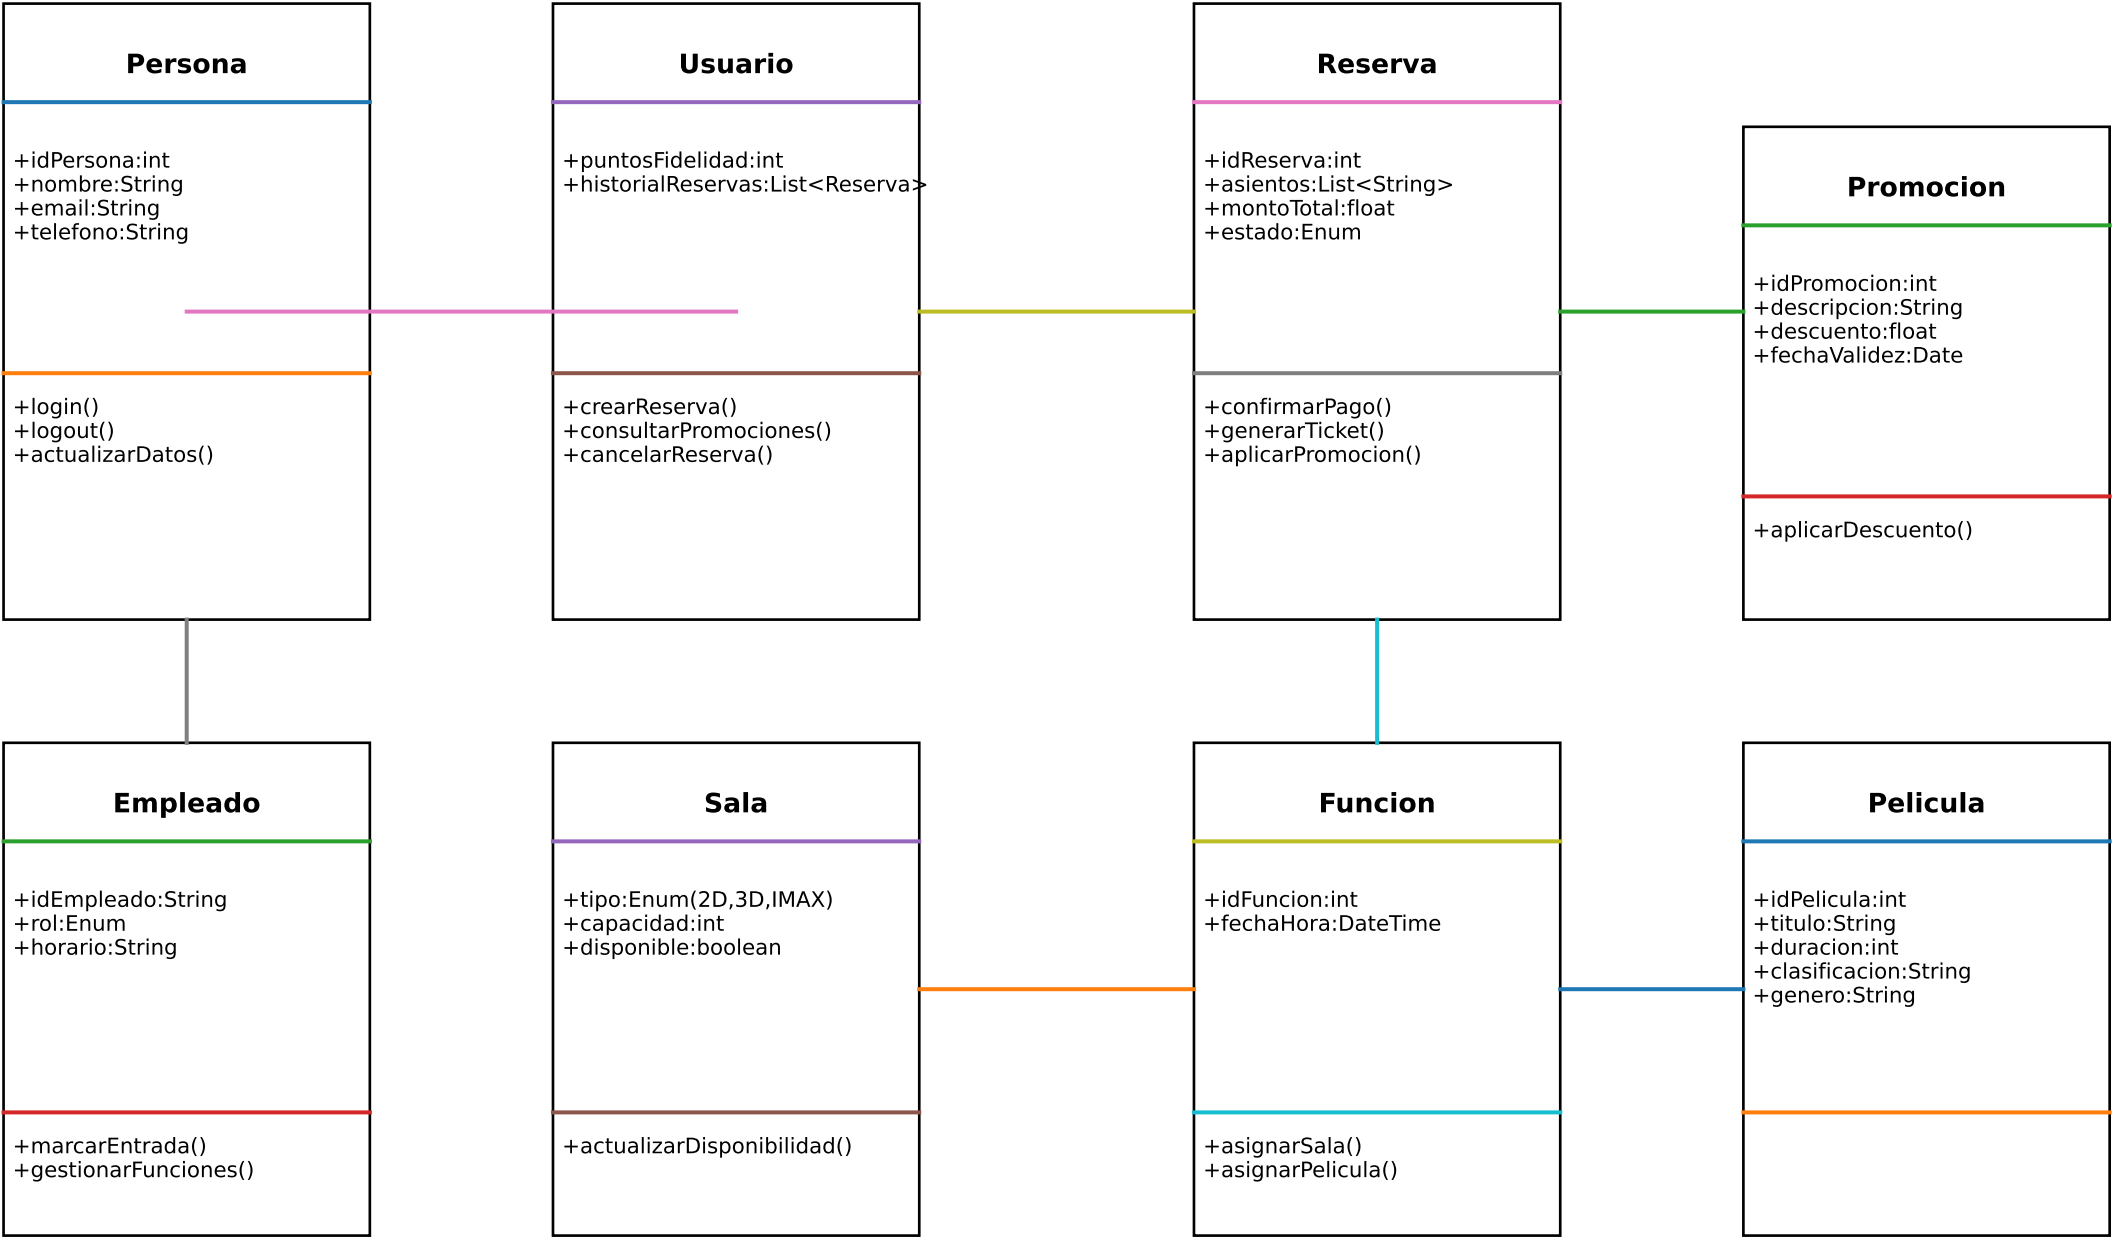 Persona
+idPersona:int
+nombre:String
+email:String
+telefono:String
+login()
+logout()
+actualizarDatos()
Usuario
+puntosFidelidad:int
+historialReservas:List<Reserva>
+crearReserva()
+consultarPromociones()
+cancelarReserva()
Reserva
+idReserva:int
+asientos:List<String>
+montoTotal:float
+estado:Enum
+confirmarPago()
+generarTicket()
+aplicarPromocion()
Promocion
+idPromocion:int
+descripcion:String
+descuento:float
+fechaValidez:Date
+aplicarDescuento()
Empleado
+idEmpleado:String
+rol:Enum
+horario:String
+marcarEntrada()
+gestionarFunciones()
Sala
+tipo:Enum(2D,3D,IMAX)
+capacidad:int
+disponible:boolean
+actualizarDisponibilidad()
Funcion
+idFuncion:int
+fechaHora:DateTime
+asignarSala()
+asignarPelicula()
Pelicula
+idPelicula:int
+titulo:String
+duracion:int
+clasificacion:String
+genero:String